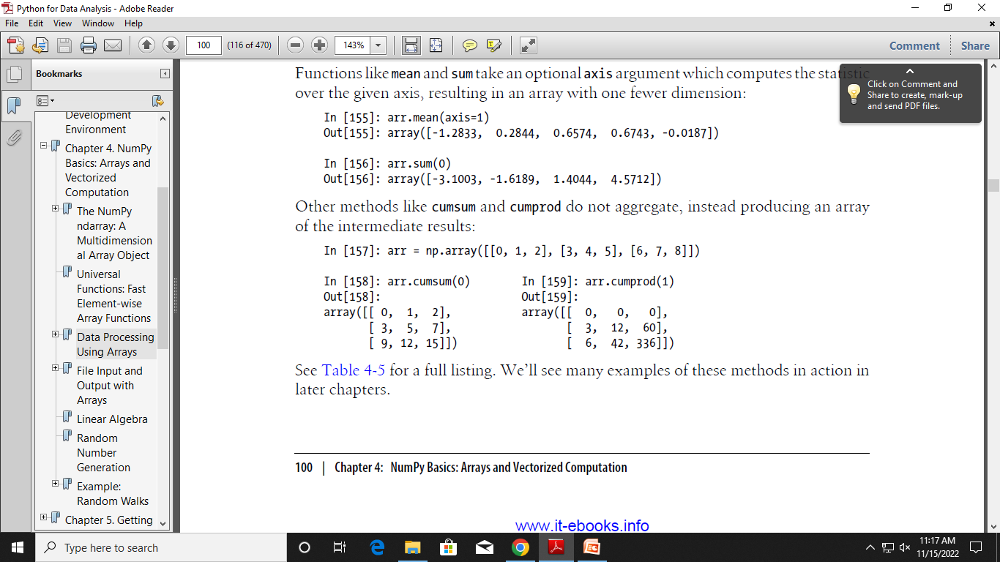 Python for Data Analysis - Adobe Reader
File Edit View Window Help
100 (116 of 470) 143% Comment Share
Bookmarks
Development
Environment
Chapter 4. NumPy
Basics: Arrays and
Vectorized
Computation
The NumPy
ndarray: A
Multidimension
al Array Object
Universal
Functions: Fast
Element-wise
Array Functions
Data Processing
Using Arrays
File Input and
Output with
Arrays
Linear Algebra
Random
Number
Generation
Example:
Random Walks
Chapter 5. Getting
Functions like mean and sum take an optional axis argument which computes the statistic
over the given axis, resulting in an array with one fewer dimension:
In [155]: arr.mean(axis=1)
Out[155]: array([-1.2833, 0.2844, 0.6574, 0.6743, -0.0187])
In [156]: arr.sum(0)
Out[156]: array([-3.1003, -1.6189, 1.4044, 4.5712])
Other methods like cumsum and cumprod do not aggregate, instead producing an array
of the intermediate results:
In [157]: arr = np.array([[0, 1, 2], [3, 4, 5], [6, 7, 8]])
In [158]: arr.cumsum(0) In [159]: arr.cumprod(1)
Out[158]: Out[159]:
array([[ 0, 1, 2], array([[ 0, 0, 0],
[ 3, 5, 7], [ 3, 12, 60],
[ 9, 12, 15]]) [ 6, 42, 336]])
See Table 4-5 for a full listing. We’ll see many examples of these methods in action in
later chapters.
100 | Chapter 4: NumPy Basics: Arrays and Vectorized Computation
www.it-ebooks.info
Click on Comment and
Share to create, mark-up
and send PDF files.
Type here to search
11:17 AM
11/15/2022